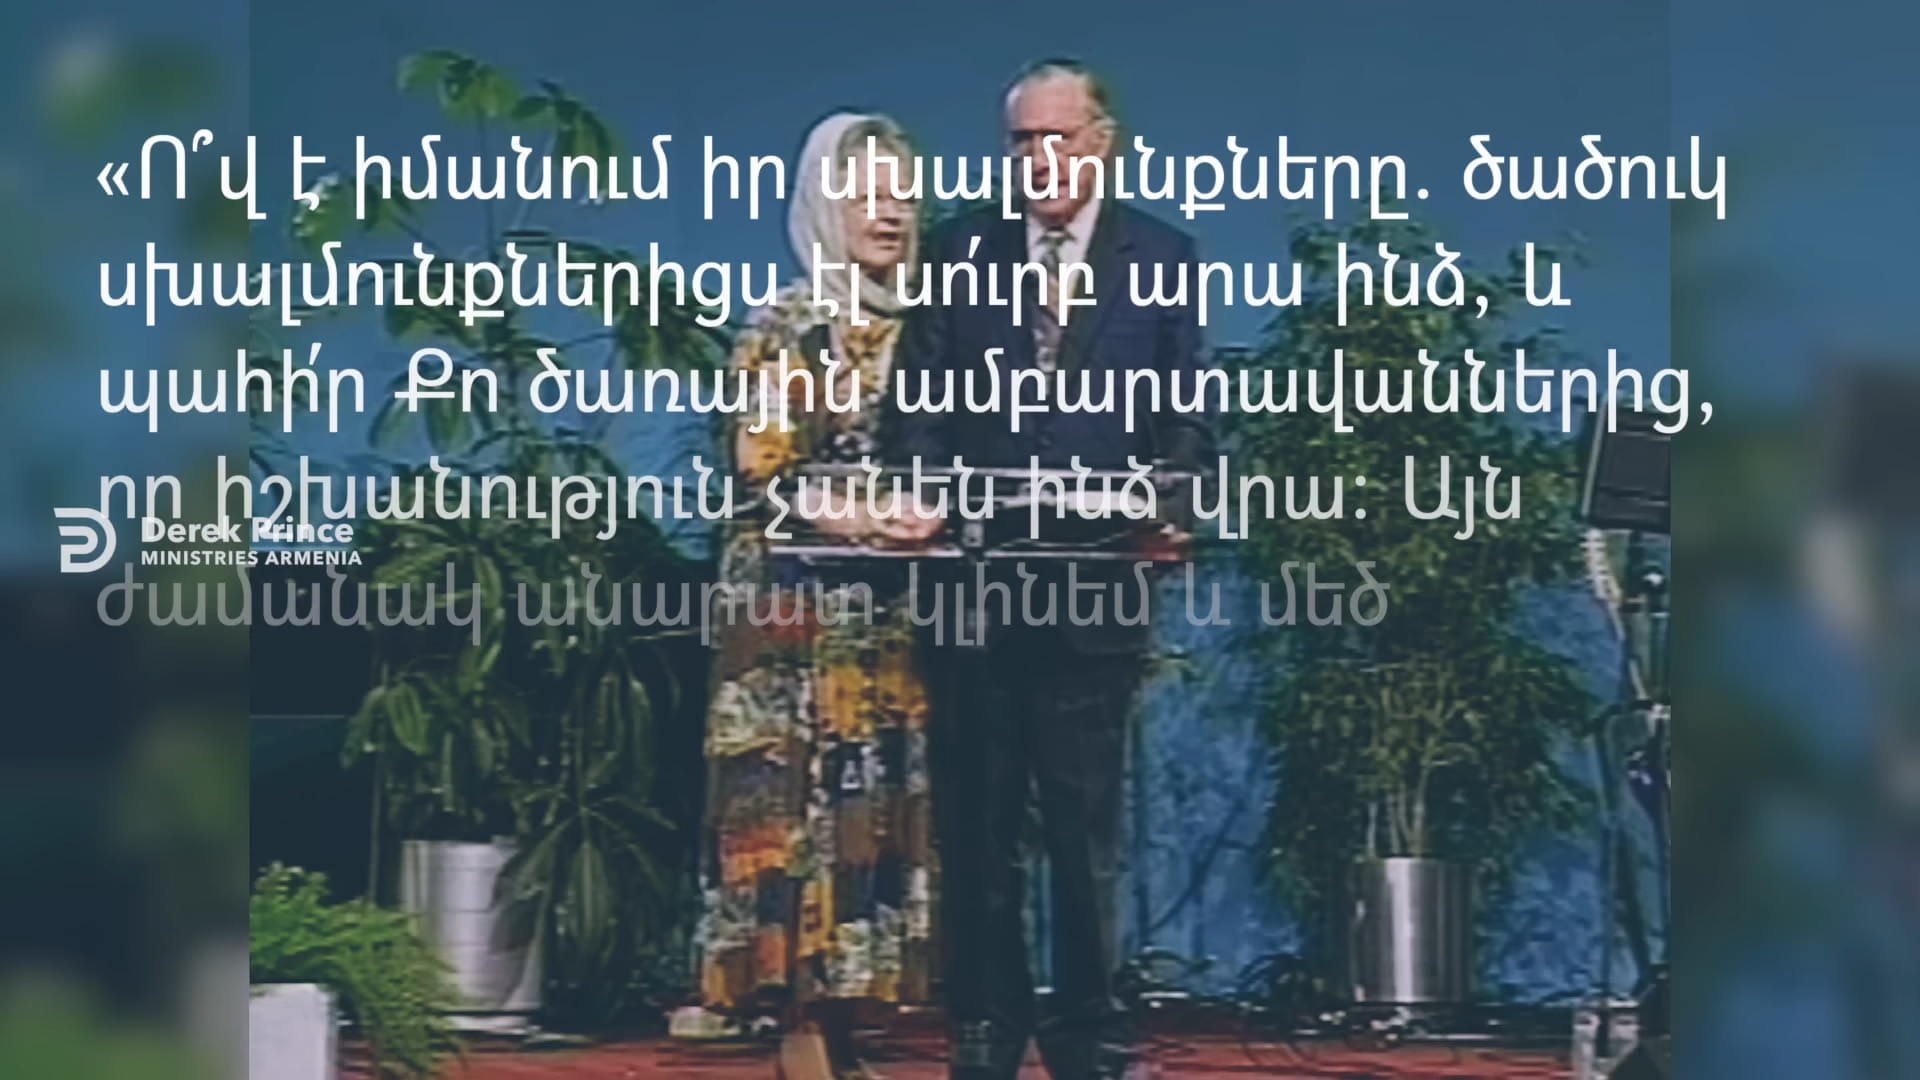 «Ո՞վ է իմանում իր սխալմունքները. ծածուկ
սխալմունքներիցս էլ սո՛ւրբ արա ինձ, և
պահի՛ր Քո ծառային ամբարտավաններից,
որ իշխանություն չանեն ինձ վրա: Այն
Derek Prince
MINISTRIES ARMENIA
ժամանակ անարատ կլինեմ և մեծ